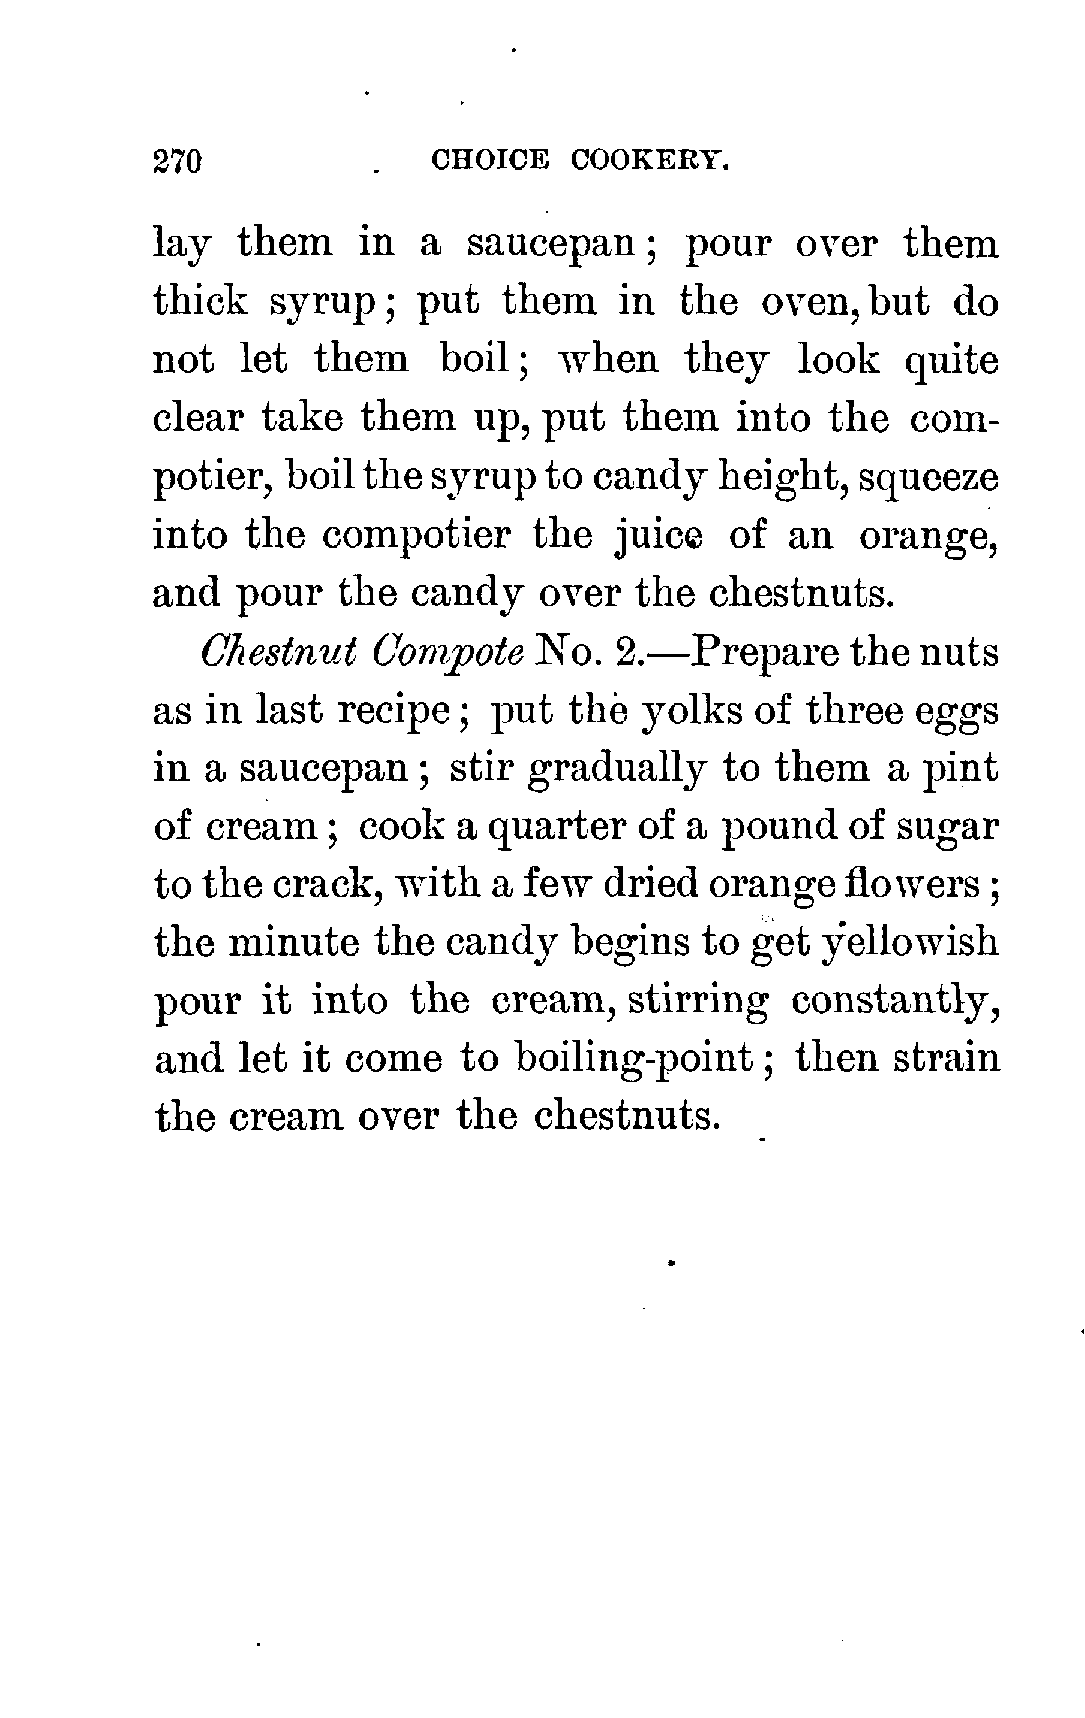 270 CHOICE COOKERY.
lay them in a saucepan; pour over them
thick syrup; put them in the oven, but do
not let them boil; when they look quite
clear take them up, put them into the com-
potier, boil the syrup to candy height, squeeze
into the compotier the juice of an orange,
and pour the candy over the chestnuts.
Chestnut Compote No. 2.—Prepare the nuts
as in last recipe; put the yolks of three eggs
in a saucepan; stir gradually to them a pint
of cream; cook a quarter of a pound of sugar
to the crack, with a few dried orange flowers;
the minute the candy begins to get yellowish
pour it into the cream, stirring constantly,
and let it come to boiling-point; then strain
the cream over the chestnuts.